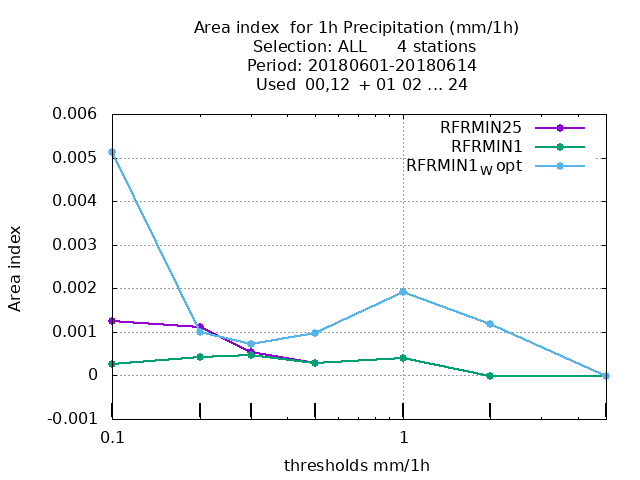 Area index  for 1h Precipitation (mm/1h)
Selection: ALL      4 stations
Period: 20180601-20180614
Used  00,12  + 01 02 ... 24
0.006
0.005
0.004
0.003
0.002
0.001
0
-0.001
Area index
RFRMIN25
RFRMIN1
RFRMIN1W opt
0.1
1
thresholds mm/1h